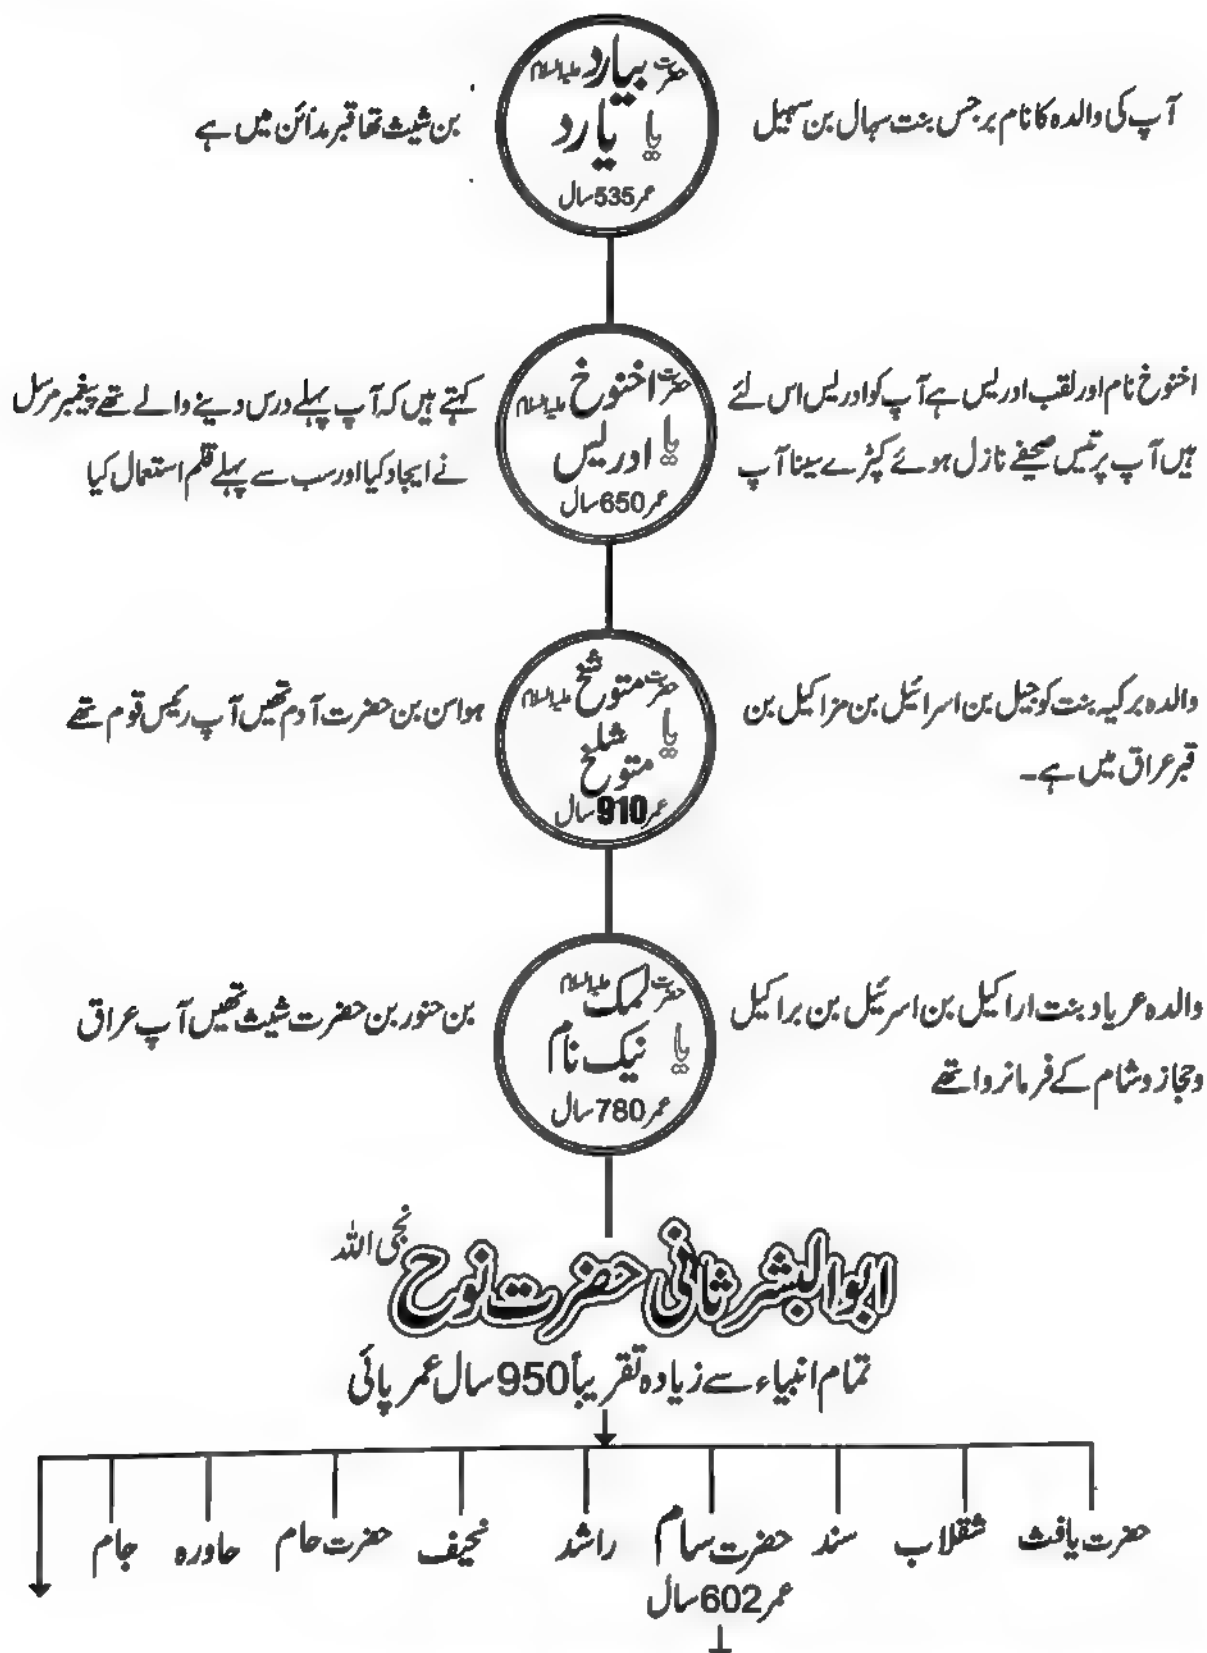 حضرت بیارد علیہ السلام
یا یارد
عمر 535 سال
آپ کی والدہ کا نام برجس بنت سہال بن سہیل
بن شیث تھا قبر مدائن میں ہے
حضرت اخنوخ علیہ السلام
یا ادریس
عمر 650 سال
اخنوخ نام اور لقب ادریس ہے آپ کو ادریس اس لئے
کہتے ہیں کہ آپ پہلے درس دینے والے تھے پیغمبر مرسل
ہیں آپ پر تیس صحیفے نازل ہوئے کپڑے سینا آپ
نے ایجاد کیا اور سب سے پہلے قلم استعمال کیا
حضرت متوشخ علیہ السلام
یا متوشلخ
عمر 910 سال
والدہ برکیہ بنت کوجیل بن اسرائیل بن مزاکیل بن
ہواسن بن حضرت آدم تھیں آپ رئیس قوم تھے
قبر عراق میں ہے۔
حضرت لمک علیہ السلام
یا نیک نام
عمر 780 سال
والدہ عریاد بنت اراکیل بن اسرئیل بن براکیل
بن حنور بن حضرت شیث تھیں آپ عراق
وحجاز وشام کے فرمانروا تھے
ابوالبشر ثانی حضرت نوح نجی اللہ
تمام انبیاء سے زیادہ تقریباً 950 سال عمر پائی
حضرت یافث شقلاب سند حضرت سام راشد نحیف حضرت حام حاورہ جام
عمر 602 سال